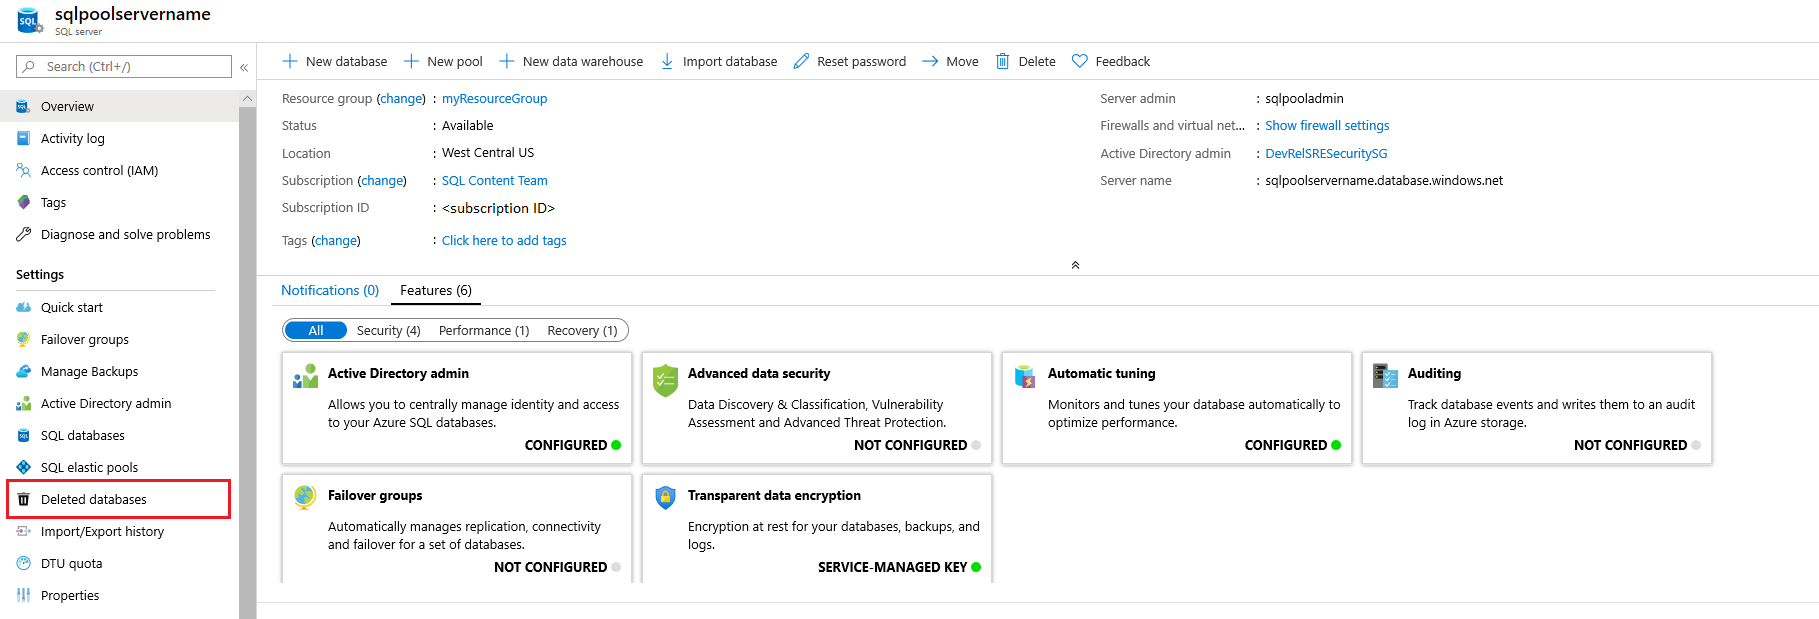 sqlpoolservername
SQL server
Search (Ctrl+/)
«
Overview
Activity log
Access control (IAM)
Tags
Diagnose and solve problems
Settings
Quick start
Failover groups
Manage Backups
Active Directory admin
SQL databases
SQL elastic pools
Deleted databases
Import/Export history
DTU quota
Properties
New database New pool New data warehouse Import database Reset password Move Delete Feedback
Resource group (change) : myResourceGroup
Status : Available
Location : West Central US
Subscription (change) : SQL Content Team
Subscription ID : <subscription ID>
Tags (change) : Click here to add tags
Server admin : sqlpooladmin
Firewalls and virtual net... : Show firewall settings
Active Directory admin : DevRelSRESecuritySG
Server name : sqlpoolservername.database.windows.net
Notifications (0) Features (6)
All Security (4) Performance (1) Recovery (1)
Active Directory admin
Allows you to centrally manage identity and access
to your Azure SQL databases.
CONFIGURED
Advanced data security
Data Discovery & Classification, Vulnerability
Assessment and Advanced Threat Protection.
NOT CONFIGURED
Automatic tuning
Monitors and tunes your database automatically to
optimize performance.
CONFIGURED
Auditing
Track database events and writes them to an audit
log in Azure storage.
NOT CONFIGURED
Failover groups
Automatically manages replication, connectivity
and failover for a set of databases.
NOT CONFIGURED
Transparent data encryption
Encryption at rest for your databases, backups, and
logs.
SERVICE-MANAGED KEY